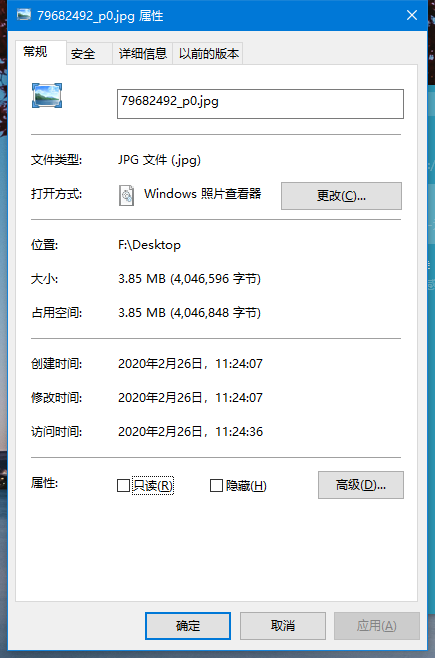 79682492_p0.jpg 属性
常规 安全 详细信息 以前的版本
79682492_p0.jpg
文件类型: JPG 文件 (.jpg)
打开方式: Windows 照片查看器 更改(C)...
位置: F:\Desktop
大小: 3.85 MB (4,046,596 字节)
占用空间: 3.85 MB (4,046,848 字节)
创建时间: 2020年2月26日，11:24:07
修改时间: 2020年2月26日，11:24:07
访问时间: 2020年2月26日，11:24:36
属性: 只读(R) 隐藏(H) 高级(D)...
确定 取消 应用(A)